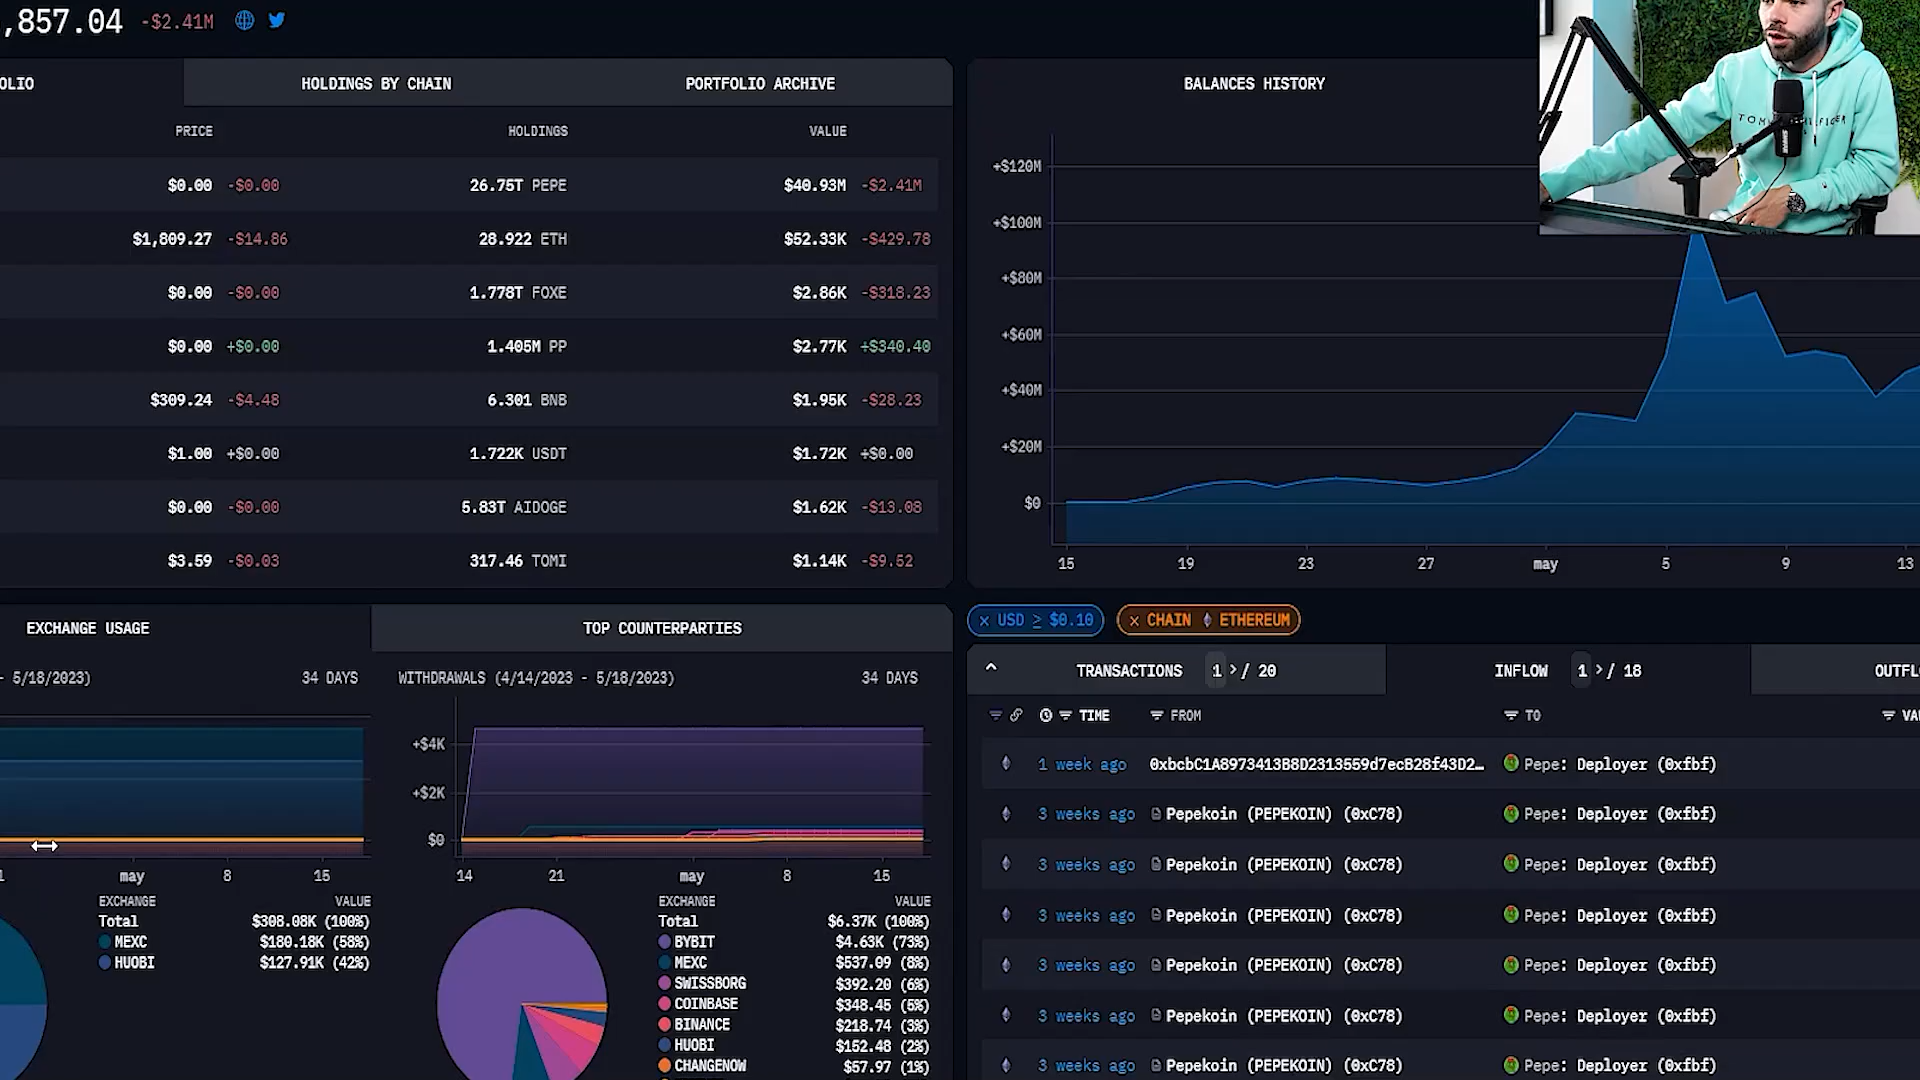 ,857.04 -$2.41M
OLIO HOLDINGS BY CHAIN PORTFOLIO ARCHIVE
PRICE HOLDINGS VALUE
$0.00 -$0.00 26.75T PEPE $40.93M -$2.41M
$1,809.27 -$14.86 28.922 ETH $52.33K -$429.78
$0.00 -$0.00 1.778T FOXE $2.86K -$318.23
$0.00 +$0.00 1.405M PP $2.77K +$340.40
$309.24 -$4.48 6.301 BNB $1.95K -$28.23
$1.00 +$0.00 1.722K USDT $1.72K +$0.00
$0.00 -$0.00 5.83T AIDOGE $1.62K -$13.08
$3.59 -$0.03 317.46 TOMI $1.14K -$9.52
BALANCES HISTORY
+$120M
+$100M
+$80M
+$60M
+$40M
+$20M
$0
15 19 23 27 may 5 9 13
EXCHANGE USAGE TOP COUNTERPARTIES
- 5/18/2023) 34 DAYS
may 8 15
EXCHANGE VALUE
Total $308.08K (100%)
MEXC $180.18K (58%)
HUOBI $127.91K (42%)
WITHDRAWALS (4/14/2023 - 5/18/2023) 34 DAYS
+$4K
+$2K
$0
14 21 may 8 15
EXCHANGE VALUE
Total $6.37K (100%)
BYBIT $4.63K (73%)
MEXC $537.09 (8%)
SWISSBORG $392.20 (6%)
COINBASE $348.45 (5%)
BINANCE $218.74 (3%)
HUOBI $152.48 (2%)
CHANGENOW $57.97 (1%)
× USD ≥ $0.10 × CHAIN ETHEREUM
TRANSACTIONS 1 > / 20 INFLOW 1 > / 18 OUTFL
TIME FROM TO VA
1 week ago 0xbcbC1A8973413B8D2313559d7ecB28f43D2… Pepe: Deployer (0xfbf)
3 weeks ago Pepekoin (PEPEKOIN) (0xC78) Pepe: Deployer (0xfbf)
3 weeks ago Pepekoin (PEPEKOIN) (0xC78) Pepe: Deployer (0xfbf)
3 weeks ago Pepekoin (PEPEKOIN) (0xC78) Pepe: Deployer (0xfbf)
3 weeks ago Pepekoin (PEPEKOIN) (0xC78) Pepe: Deployer (0xfbf)
3 weeks ago Pepekoin (PEPEKOIN) (0xC78) Pepe: Deployer (0xfbf)
3 weeks ago Pepekoin (PEPEKOIN) (0xC78) Pepe: Deployer (0xfbf)